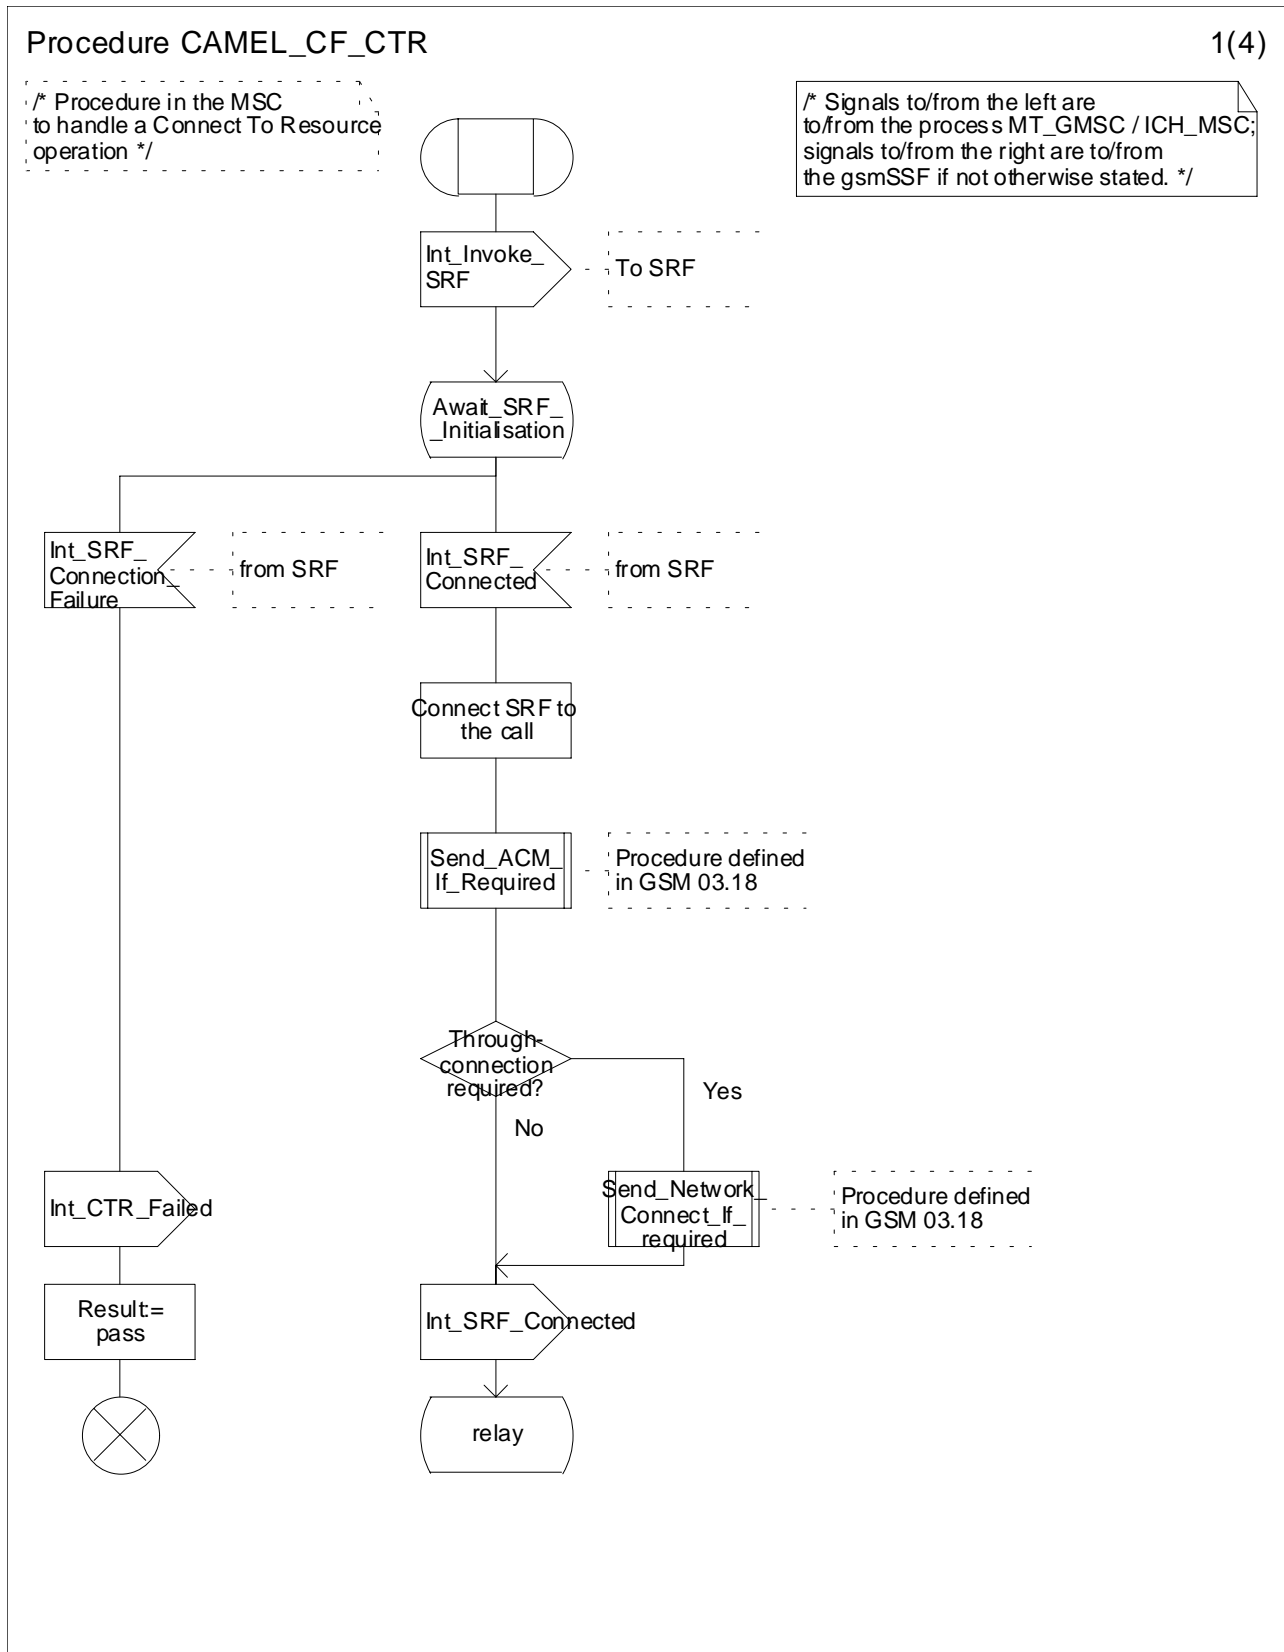 Procedure CAMEL_CF_CTR
1(4)
/* Procedure in the MSC
to handle a Connect To Resource
operation */
/* Signals to/from the left are
to/from the process MT_GMSC / ICH_MSC;
signals to/from the right are to/from
the gsmSSF if not otherwise stated. */
Int_Invoke_
SRF
To SRF
Await_SRF_
_Initialisation
Int_SRF_
Connection_
Failure
from SRF
Int_SRF_
Connected
from SRF
Connect SRF to
the call
Send_ACM_
If_Required
Procedure defined
in GSM 03.18
Through-
connection
required?
Yes
No
Int_CTR_Failed
Send_Network_
Connect_If_
required
Procedure defined
in GSM 03.18
Result:=
pass
Int_SRF_Connected
relay